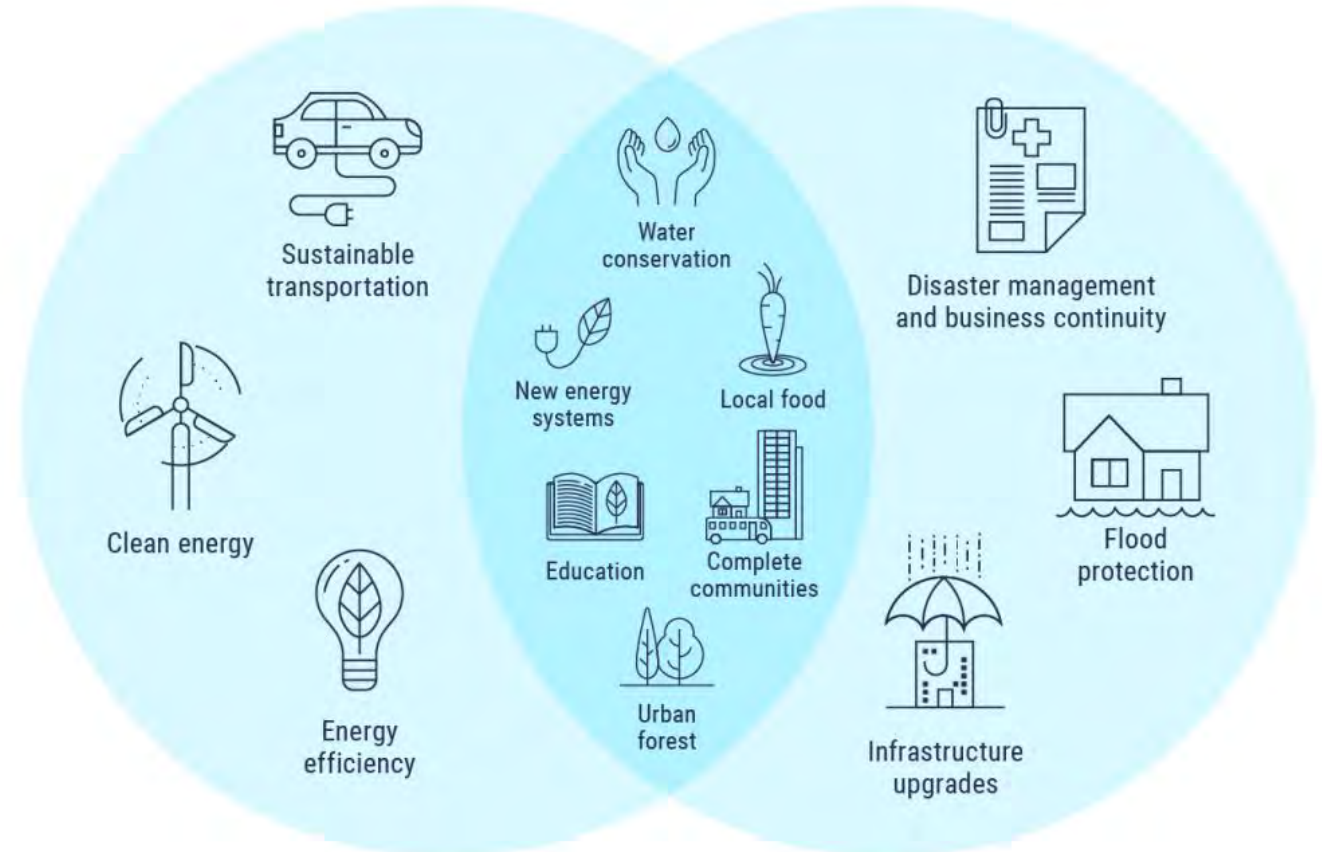 Sustainable
transportation
Clean energy
Energy
efficiency
Water
conservation
New energy
systems
Local food
Education
Complete
communities
Urban
forest
Disaster management
and business continuity
Flood
protection
Infrastructure
upgrades